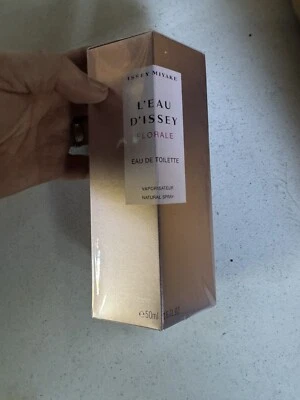 ISSEY MIYAKE
L'EAU
D'ISSEY
FLORALE
EAU DE TOILETTE
VAPORISATEUR
NATURAL SPRAY
℮50ml